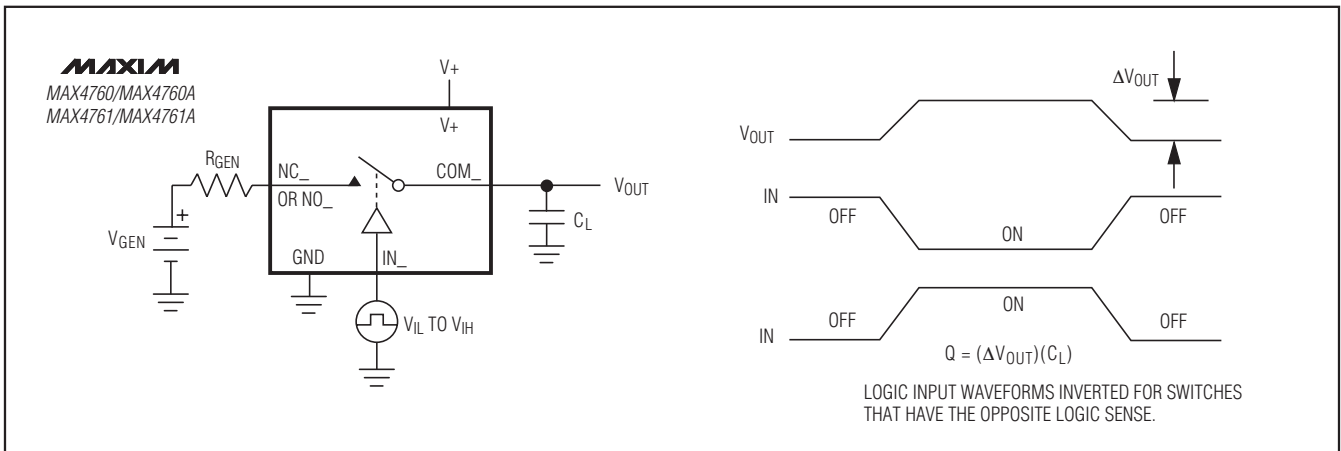 MAXIM
MAX4760/MAX4760A
MAX4761/MAX4761A
V+
V+
RGEN
NC_
OR NO_
COM_
VOUT
CL
VGEN
+
GND
IN_
VIL TO VIH
ΔVOUT
VOUT
IN
OFF
ON
OFF
IN
OFF
ON
OFF
Q = (ΔVOUT)(CL)
LOGIC INPUT WAVEFORMS INVERTED FOR SWITCHES
THAT HAVE THE OPPOSITE LOGIC SENSE.